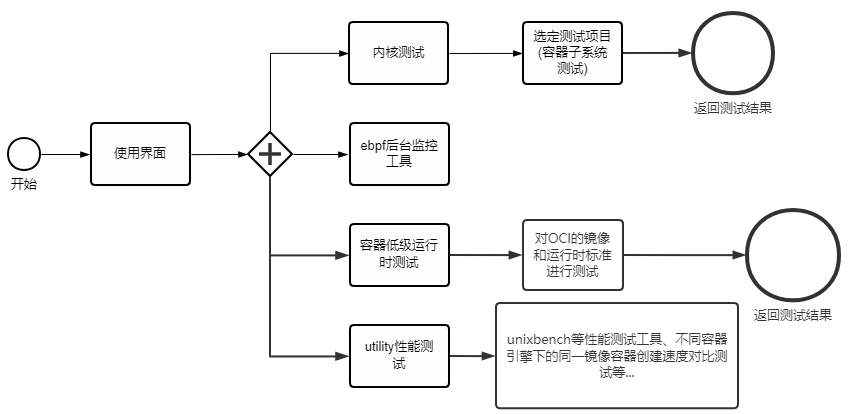 开始
使用界面
内核测试
选定测试项目
(容器子系统
测试)
返回测试结果
ebpf后台监控
工具
容器低级运行
时测试
对OCI的镜像
和运行时标准
进行测试
返回测试结果
utility性能测
试
unixbench等性能测试工具、不同容器
引擎下的同一镜像容器创建速度对比测
试等...